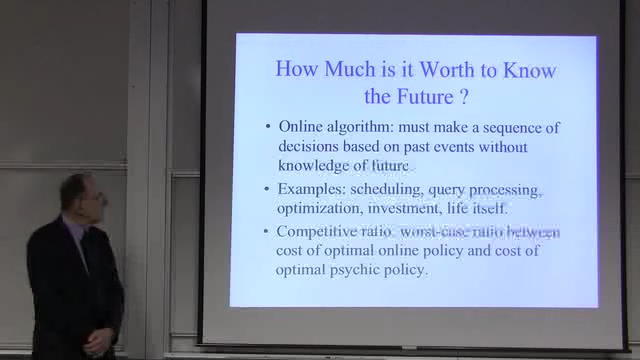 How Much is it Worth to Know
the Future ?
• Online algorithm: must make a sequence of
decisions based on past events without
knowledge of future.
• Examples: scheduling, query processing,
optimization, investment, life itself.
• Competitive ratio: worst-case ratio between
cost of optimal online policy and cost of
optimal psychic policy.